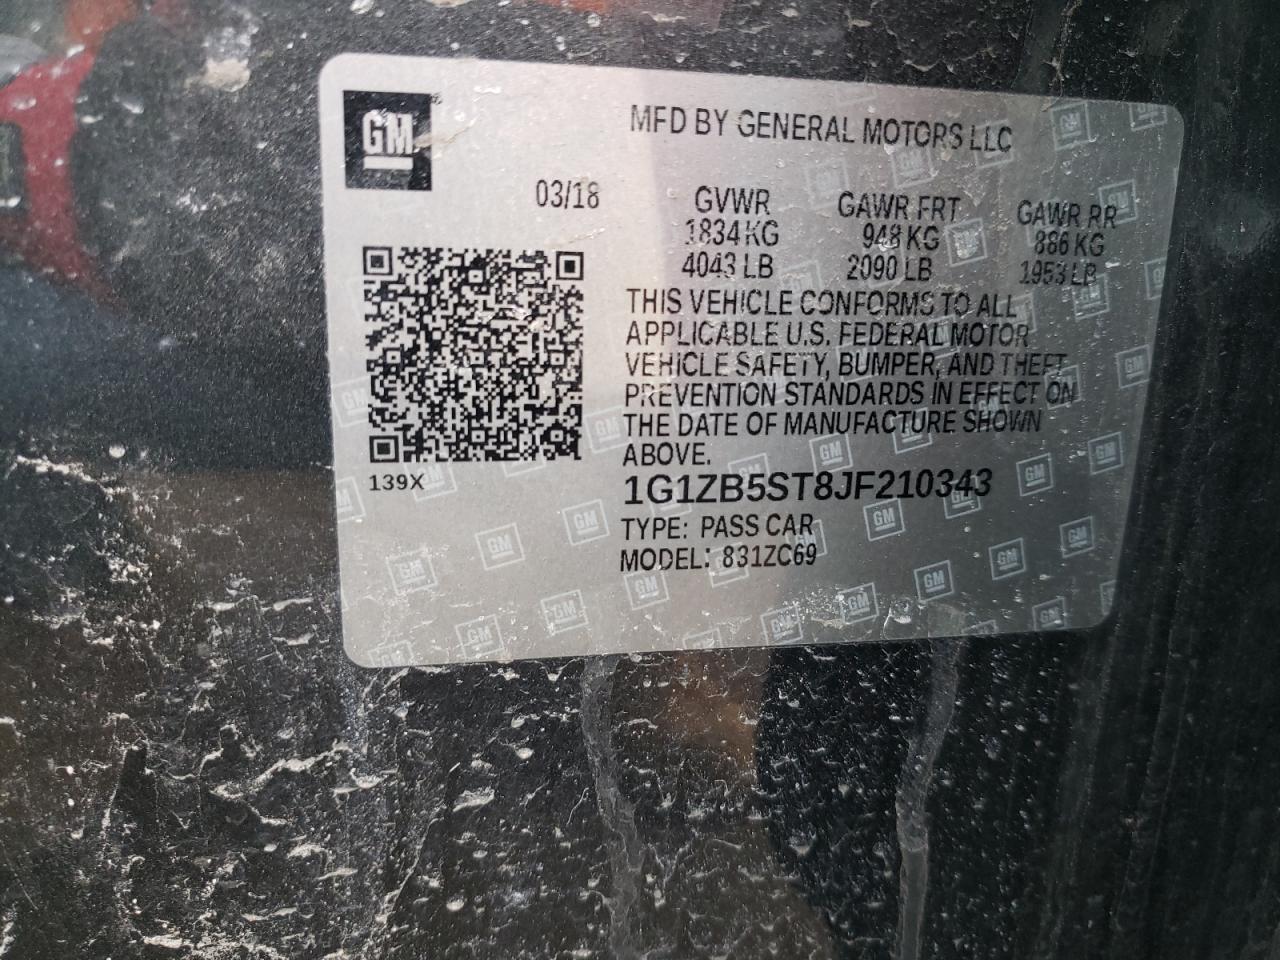 GM
MFD BY GENERAL MOTORS LLC
03/18
GVWR GAWR FRT GAWR RR
1834 KG 948 KG 886 KG
4043 LB 2090 LB 1953 LB
THIS VEHICLE CONFORMS TO ALL
APPLICABLE U.S. FEDERAL MOTOR
VEHICLE SAFETY, BUMPER, AND THEFT
PREVENTION STANDARDS IN EFFECT ON
THE DATE OF MANUFACTURE SHOWN
ABOVE.
139X
1G1ZB5ST8JF210343
TYPE: PASS CAR
MODEL: 831ZC69